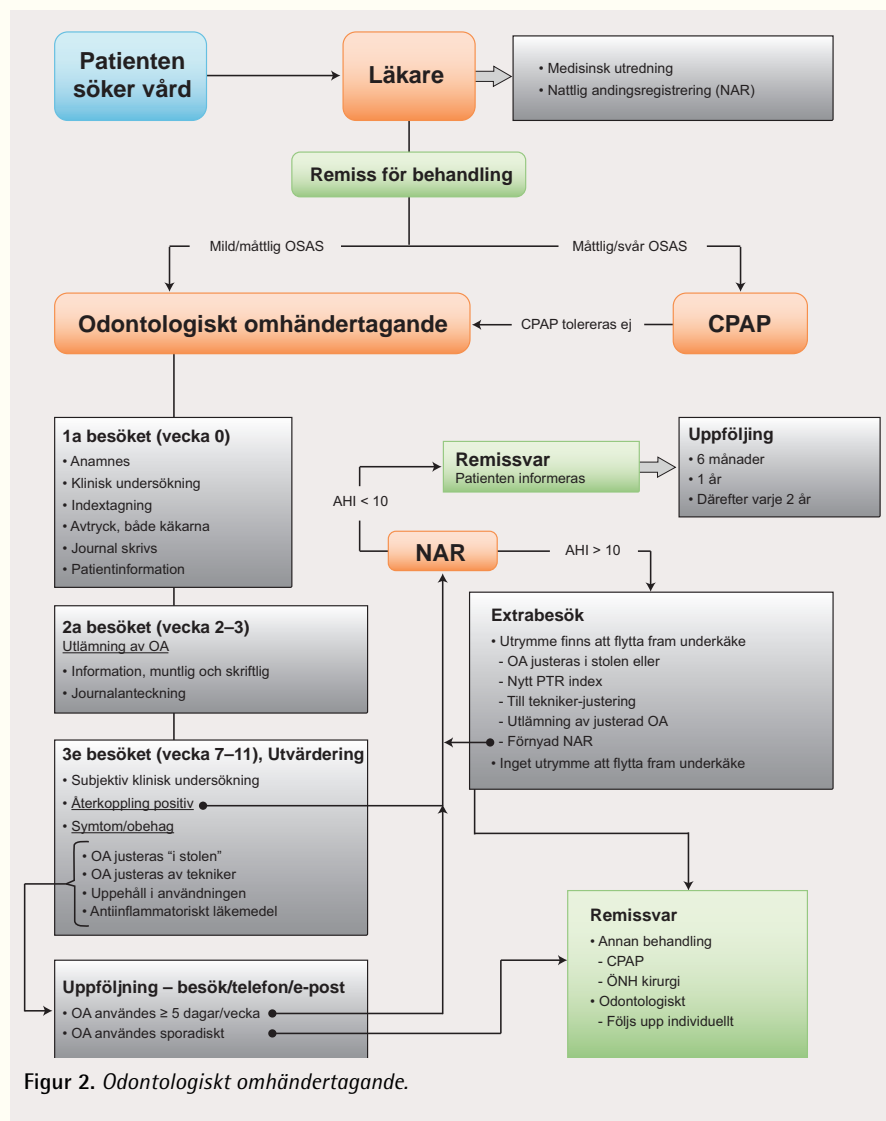 Patienten
söker vård
Läkare
• Medisinsk utredning
• Nattlig andingsregistrering (NAR)
Remiss för behandling
Mild/måttlig OSAS
Måttlig/svår OSAS
Odontologiskt omhändertagande
CPAP tolereras ej
CPAP
1a besöket (vecka 0)
• Anamnes
• Klinisk undersökning
• Indextagning
• Avtryck, både käkarna
• Journal skrivs
• Patientinformation
2a besöket (vecka 2–3)
Utlämning av OA
• Information, muntlig och skriftlig
• Journalanteckning
3e besöket (vecka 7–11), Utvärdering
• Subjektiv klinisk undersökning
• Återkoppling positiv
• Symtom/obehag
• OA justeras “i stolen”
• OA justeras av tekniker
• Uppehåll i användningen
• Antiinflammatoriskt läkemedel
Uppföljning – besök/telefon/e-post
• OA användes ≥ 5 dagar/vecka
• OA användes sporadiskt
Remissvar
Patienten informeras
Uppföljing
• 6 månader
• 1 år
• Därefter varje 2 år
AHI < 10
NAR
AHI > 10
Extrabesök
• Utrymme finns att flytta fram underkäke
- OA justeras i stolen eller
- Nytt PTR index
- Till tekniker-justering
- Utlämning av justerad OA
- Förnyad NAR
• Inget utrymme att flytta fram underkäke
Remissvar
• Annan behandling
- CPAP
- ÖNH kirurgi
• Odontologiskt
- Följs upp individuellt
Figur 2. Odontologiskt omhändertagande.